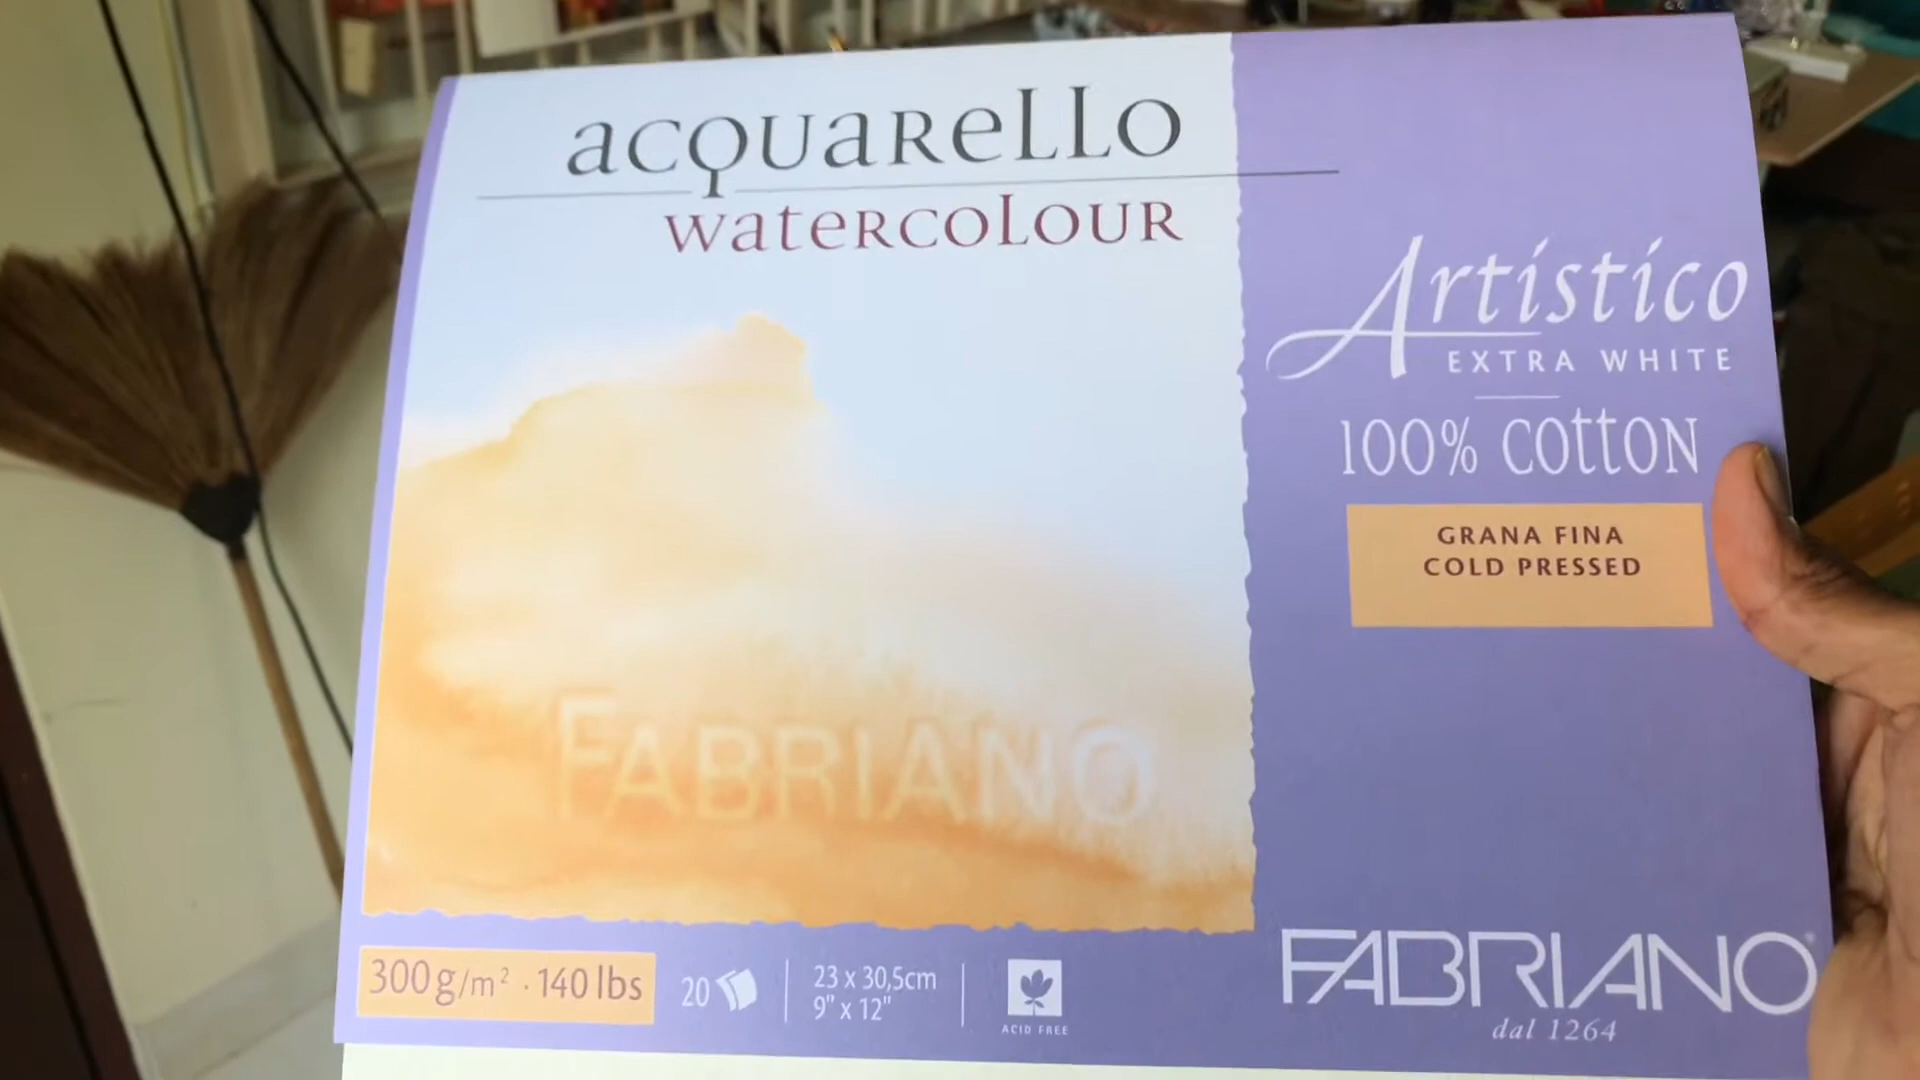 acquarello
watercolour
Artistico
EXTRA WHITE
100% COTTON
GRANA FINA
COLD PRESSED
FABRIANO
300g/m² · 140 lbs
20
23 x 30,5cm
9" x 12"
ACID FREE
FABRIANO®
dal 1264